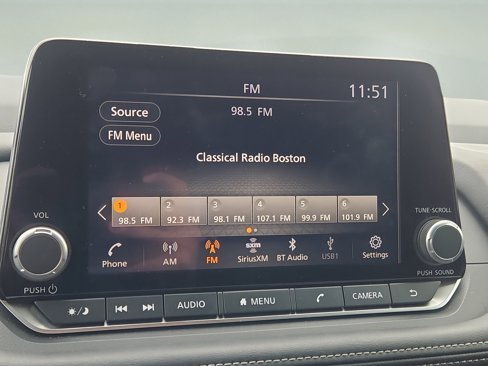 FM
11:51
Source
98.5 FM
FM Menu
Classical Radio Boston
1 2 3 4 5 6
98.5 FM 92.3 FM 98.1 FM 107.1 FM 99.9 FM 101.9 FM
VOL
TUNE·SCROLL
Phone AM FM SiriusXM BT Audio USB1 Settings
PUSH
PUSH SOUND
AUDIO MENU CAMERA